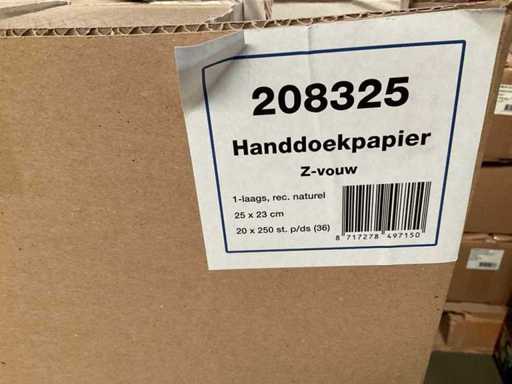 208325
Handdoekpapier
Z-vouw
1-laags, rec. naturel
25 x 23 cm
20 x 250 st. p/ds (36)
8 717278 497150